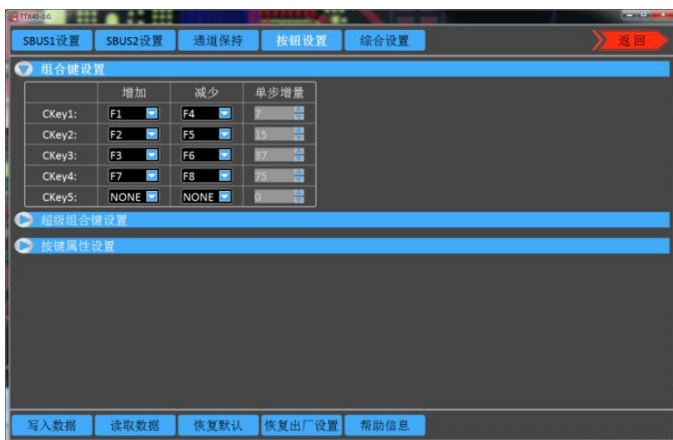 TTX40-0.0.
SBUS1设置 SBUS2设置 通道保持 按钮设置 综合设置 返回
组合键设置
增加 减少 单步增量
CKey1: F1 F4 7
CKey2: F2 F5 15
CKey3: F3 F6 37
CKey4: F7 F8 75
CKey5: NONE NONE 0
超级组合键设置
按键属性设置
写入数据 读取数据 恢复默认 恢复出厂设置 帮助信息